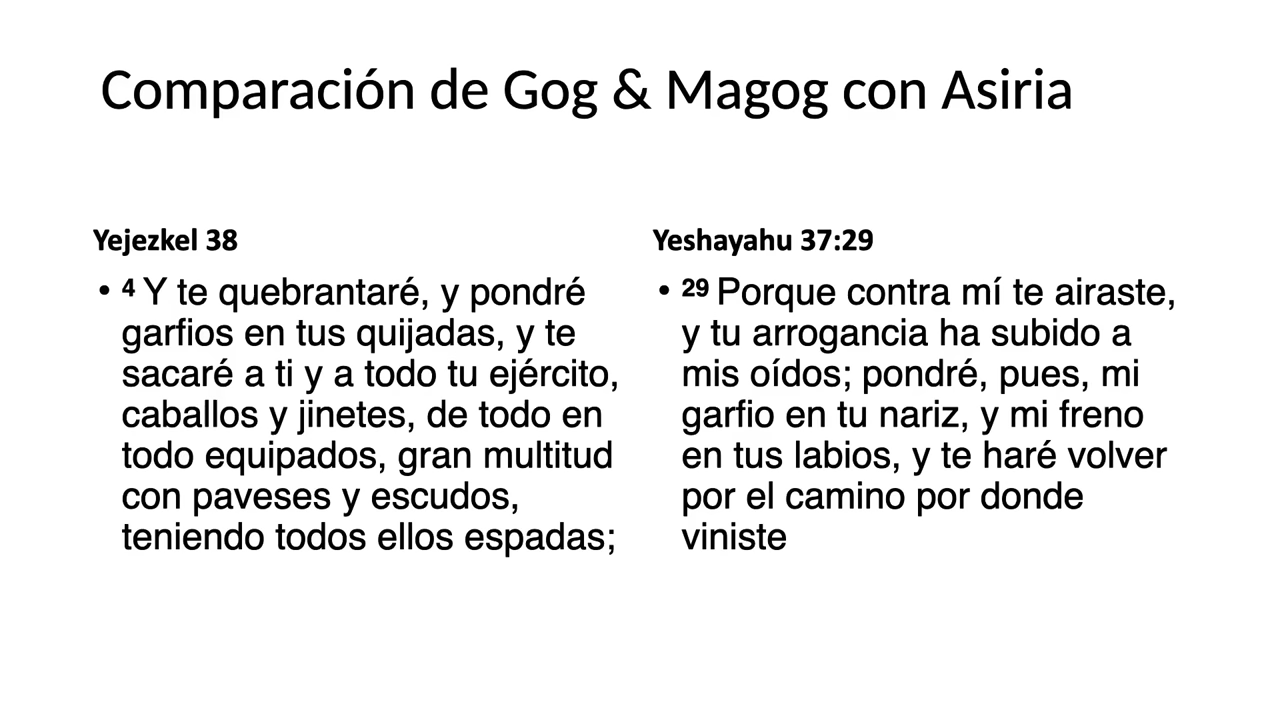 Comparación de Gog & Magog con Asiria
Yejezkel 38
• 4 Y te quebrantaré, y pondré
garfios en tus quijadas, y te
sacaré a ti y a todo tu ejército,
caballos y jinetes, de todo en
todo equipados, gran multitud
con paveses y escudos,
teniendo todos ellos espadas;
Yeshayahu 37:29
• 29 Porque contra mí te airaste,
y tu arrogancia ha subido a
mis oídos; pondré, pues, mi
garfio en tu nariz, y mi freno
en tus labios, y te haré volver
por el camino por donde
viniste